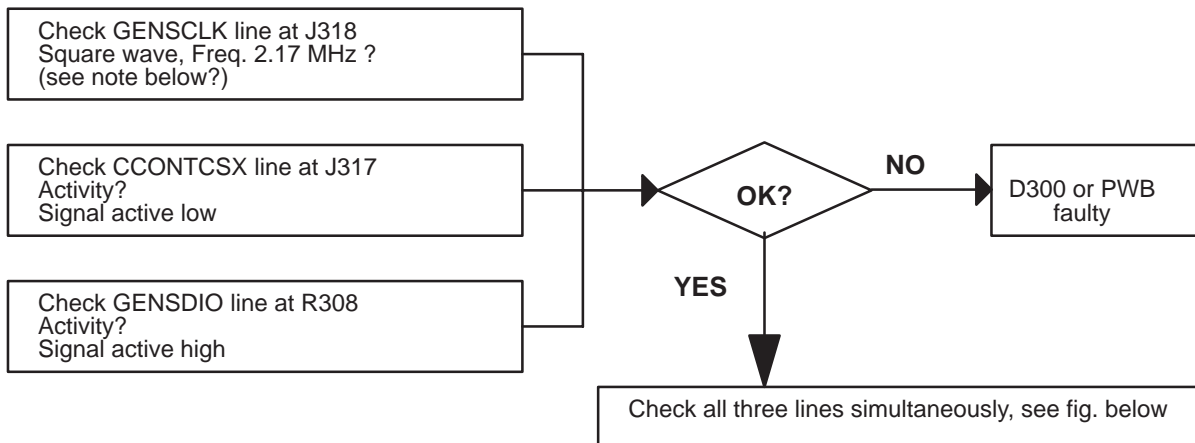 Check GENSCLK line at J318
Square wave, Freq. 2.17 MHz ?
(see note below?)
Check CCONTCSX line at J317
Activity?
Signal active low
Check GENSDIO line at R308
Activity?
Signal active high
OK?
NO
D300 or PWB
faulty
YES
Check all three lines simultaneously, see fig. below